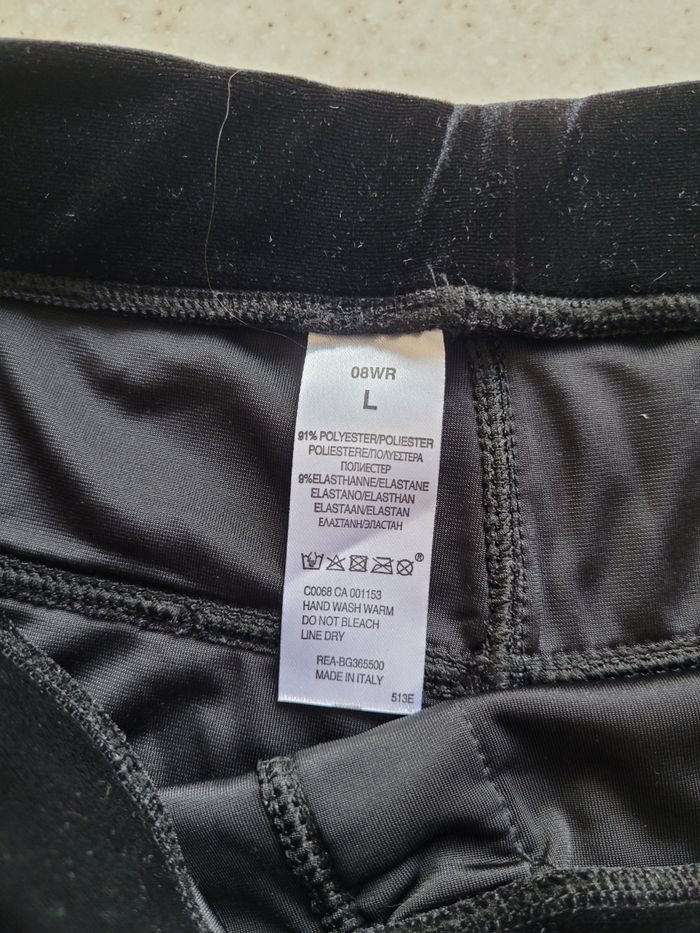 08WR
L
91% POLYESTER/POLIESTER
POLIESTERE/ΠΟΛΥΕΣΤΕΡΑ
ПОЛИЕСТЕР
9%ELASTHANNE/ELASTANE
ELASTANO/ELASTHAN
ELASTAAN/ELASTAN
ΕΛΑΣΤΑΝΗ/ЭЛАСТАН
®
C0068 CA 001153
HAND WASH WARM
DO NOT BLEACH
LINE DRY
REA-BG365500
MADE IN ITALY
513E